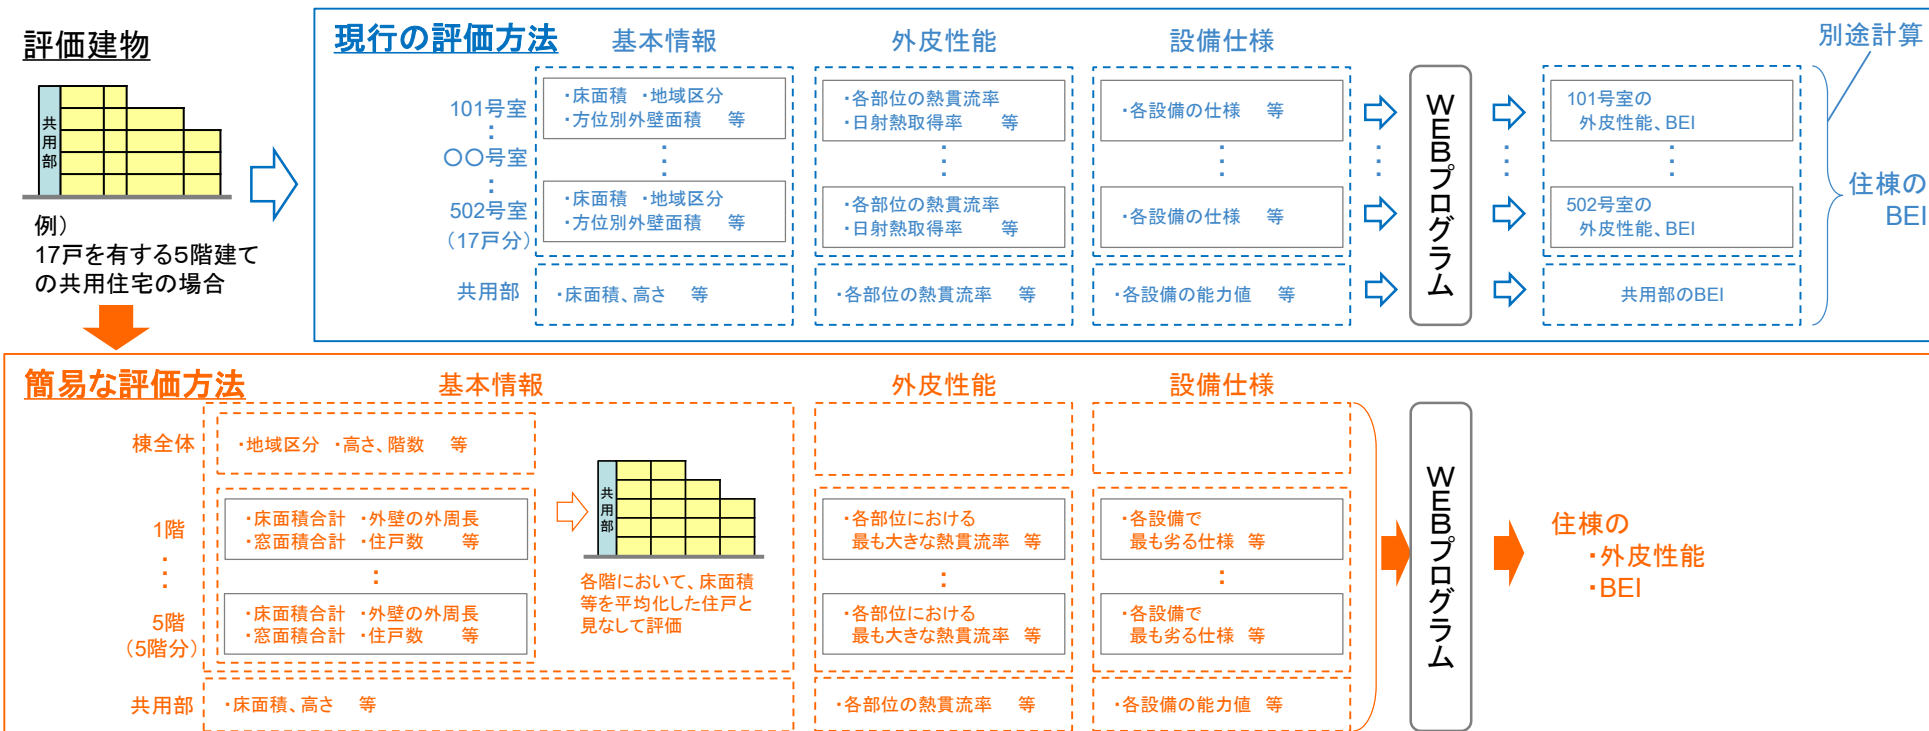 評価建物
共用部
例)
17戸を有する5階建て
の共用住宅の場合
現行の評価方法
基本情報
外皮性能
設備仕様
別途計算
101号室
・床面積 ・地域区分
・方位別外壁面積 等
・各部位の熱貫流率
・日射熱取得率 等
・各設備の仕様 等
101号室の
外皮性能、BEI
：
〇〇号室
：
：
：
：
：
：
：
502号室
(17戸分)
・床面積 ・地域区分
・方位別外壁面積 等
・各部位の熱貫流率
・日射熱取得率 等
・各設備の仕様 等
502号室の
外皮性能、BEI
共用部
・床面積、高さ 等
・各部位の熱貫流率 等
・各設備の能力値 等
共用部のBEI
WEBプログラム
住棟の
BEI
簡易な評価方法
基本情報
外皮性能
設備仕様
棟全体
・地域区分 ・高さ、階数 等
1階
・床面積合計 ・外壁の外周長
・窓面積合計 ・住戸数 等
・各部位における
最も大きな熱貫流率 等
・各設備で
最も劣る仕様 等
：
：
：
：
：
5階
(5階分)
・床面積合計 ・外壁の外周長
・窓面積合計 ・住戸数 等
共用部
各階において、床面積
等を平均化した住戸と
見なして評価
・各部位における
最も大きな熱貫流率 等
・各設備で
最も劣る仕様 等
共用部
・床面積、高さ 等
・各部位の熱貫流率 等
・各設備の能力値 等
WEBプログラム
住棟の
・外皮性能
・BEI